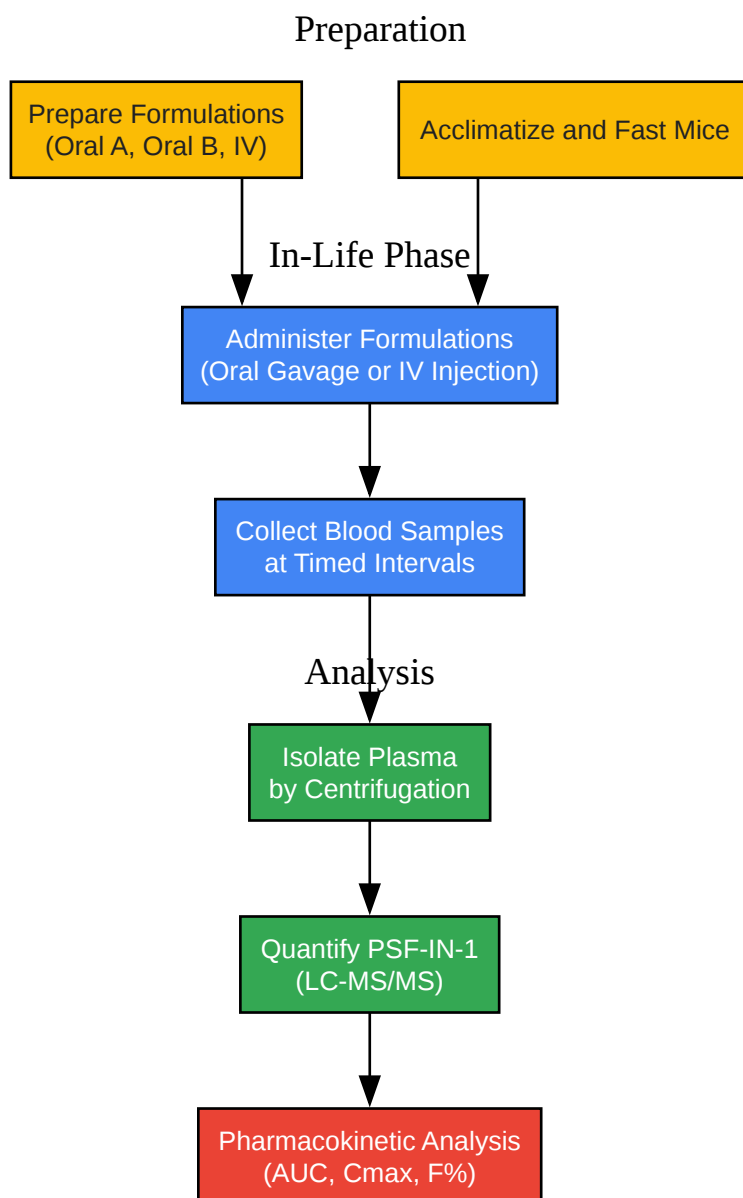 Preparation
Prepare Formulations
(Oral A, Oral B, IV)
Acclimatize and Fast Mice
In-Life Phase
Administer Formulations
(Oral Gavage or IV Injection)
Collect Blood Samples
at Timed Intervals
Analysis
Isolate Plasma
by Centrifugation
Quantify PSF-IN-1
(LC-MS/MS)
Pharmacokinetic Analysis
(AUC, Cmax, F%)